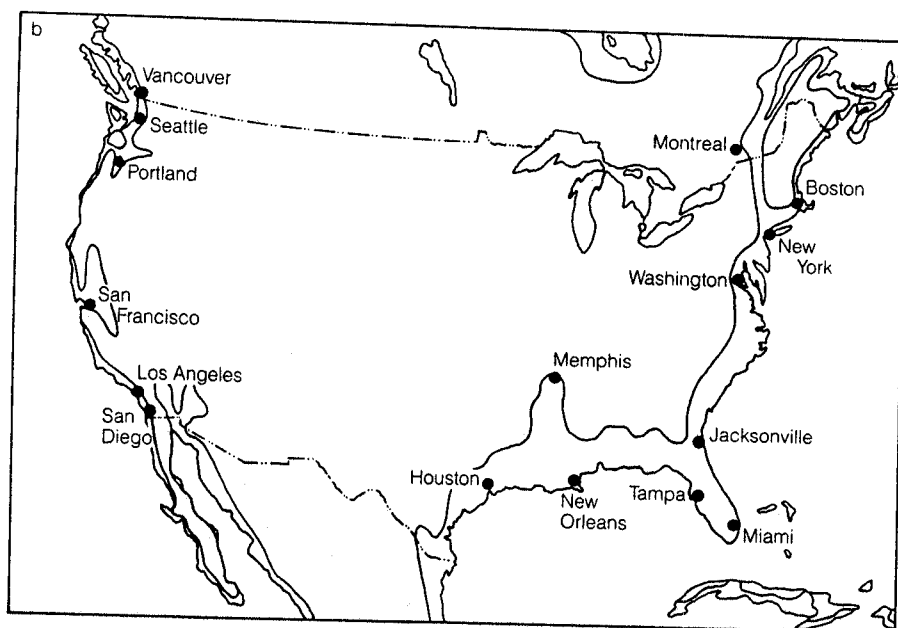 b
Vancouver
Seattle
Portland
Montreal
Boston
New
York
Washington
San
Francisco
Memphis
Los Angeles
San
Diego
Jacksonville
Houston
New
Orleans
Tampa
Miami